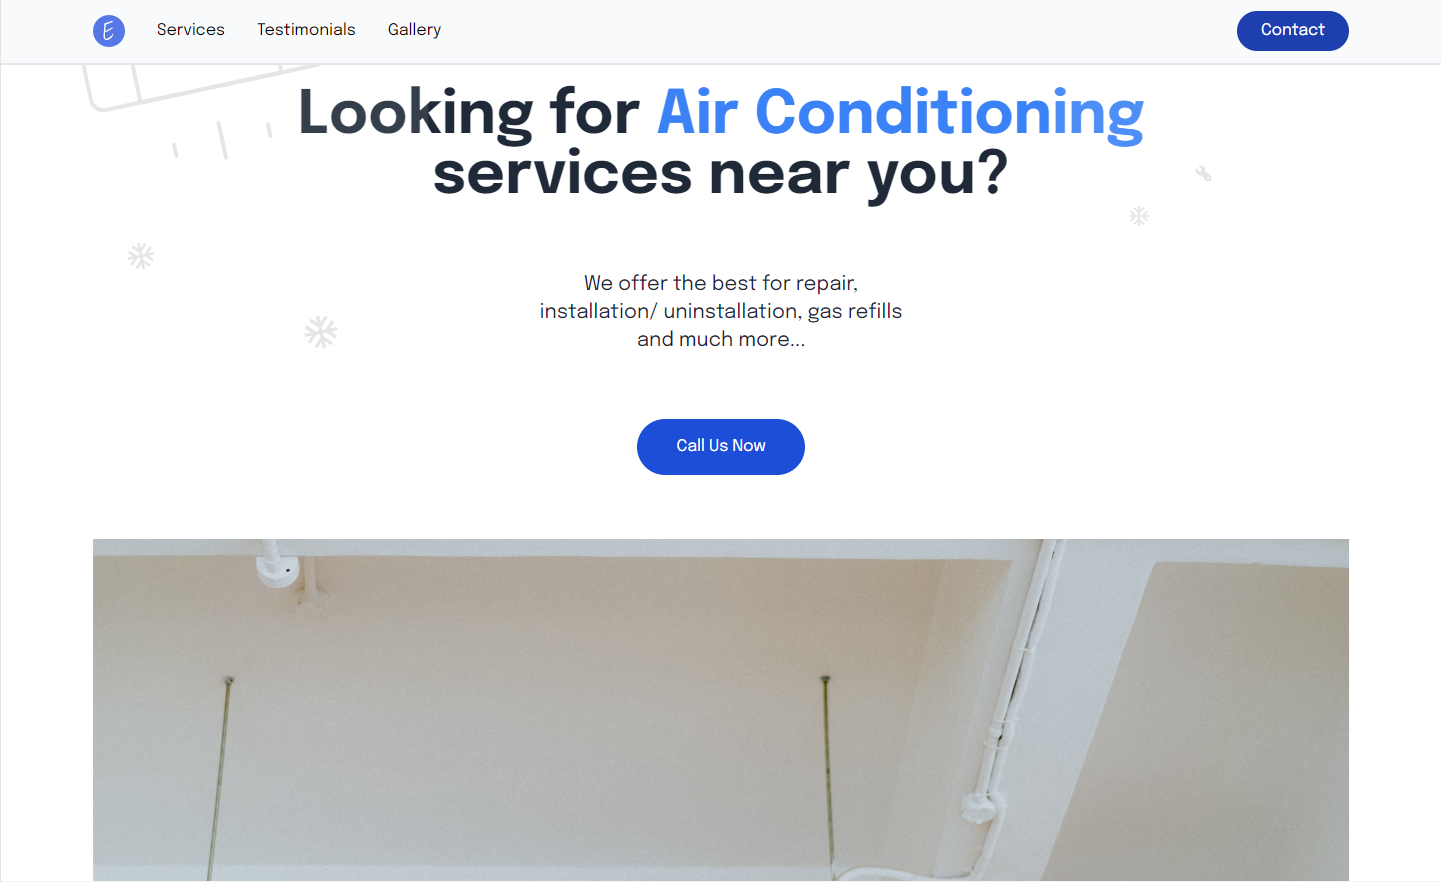 E
Services
Testimonials
Gallery
Contact
Looking for Air Conditioning
services near you?
We offer the best for repair,
installation/ uninstallation, gas refills
and much more...
Call Us Now